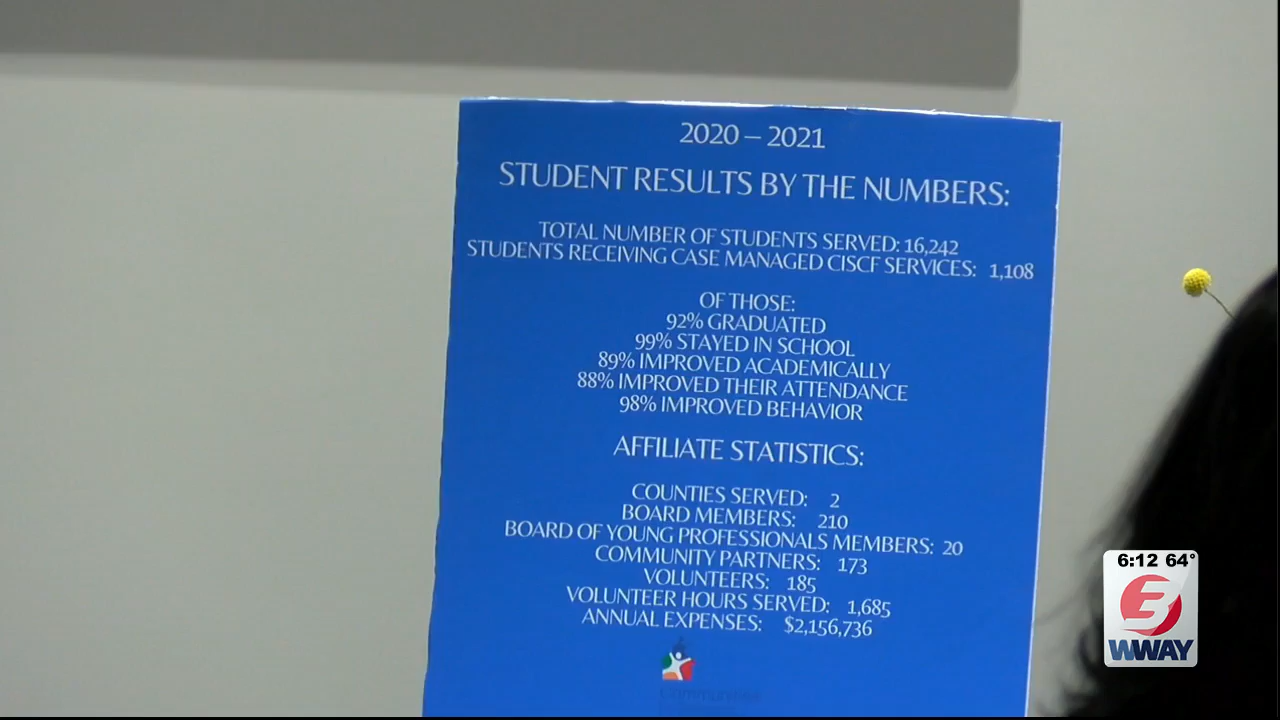 2020 – 2021
STUDENT RESULTS BY THE NUMBERS:
TOTAL NUMBER OF STUDENTS SERVED: 16,242
STUDENTS RECEIVING CASE MANAGED CISCF SERVICES: 1,108
OF THOSE:
92% GRADUATED
99% STAYED IN SCHOOL
89% IMPROVED ACADEMICALLY
88% IMPROVED THEIR ATTENDANCE
98% IMPROVED BEHAVIOR
AFFILIATE STATISTICS:
COUNTIES SERVED: 2
BOARD MEMBERS: 210
BOARD OF YOUNG PROFESSIONALS MEMBERS: 20
COMMUNITY PARTNERS: 173
VOLUNTEERS: 185
VOLUNTEER HOURS SERVED: 1,685
ANNUAL EXPENSES: $2,156,736
Communities
6:12 64°
3
WWAY